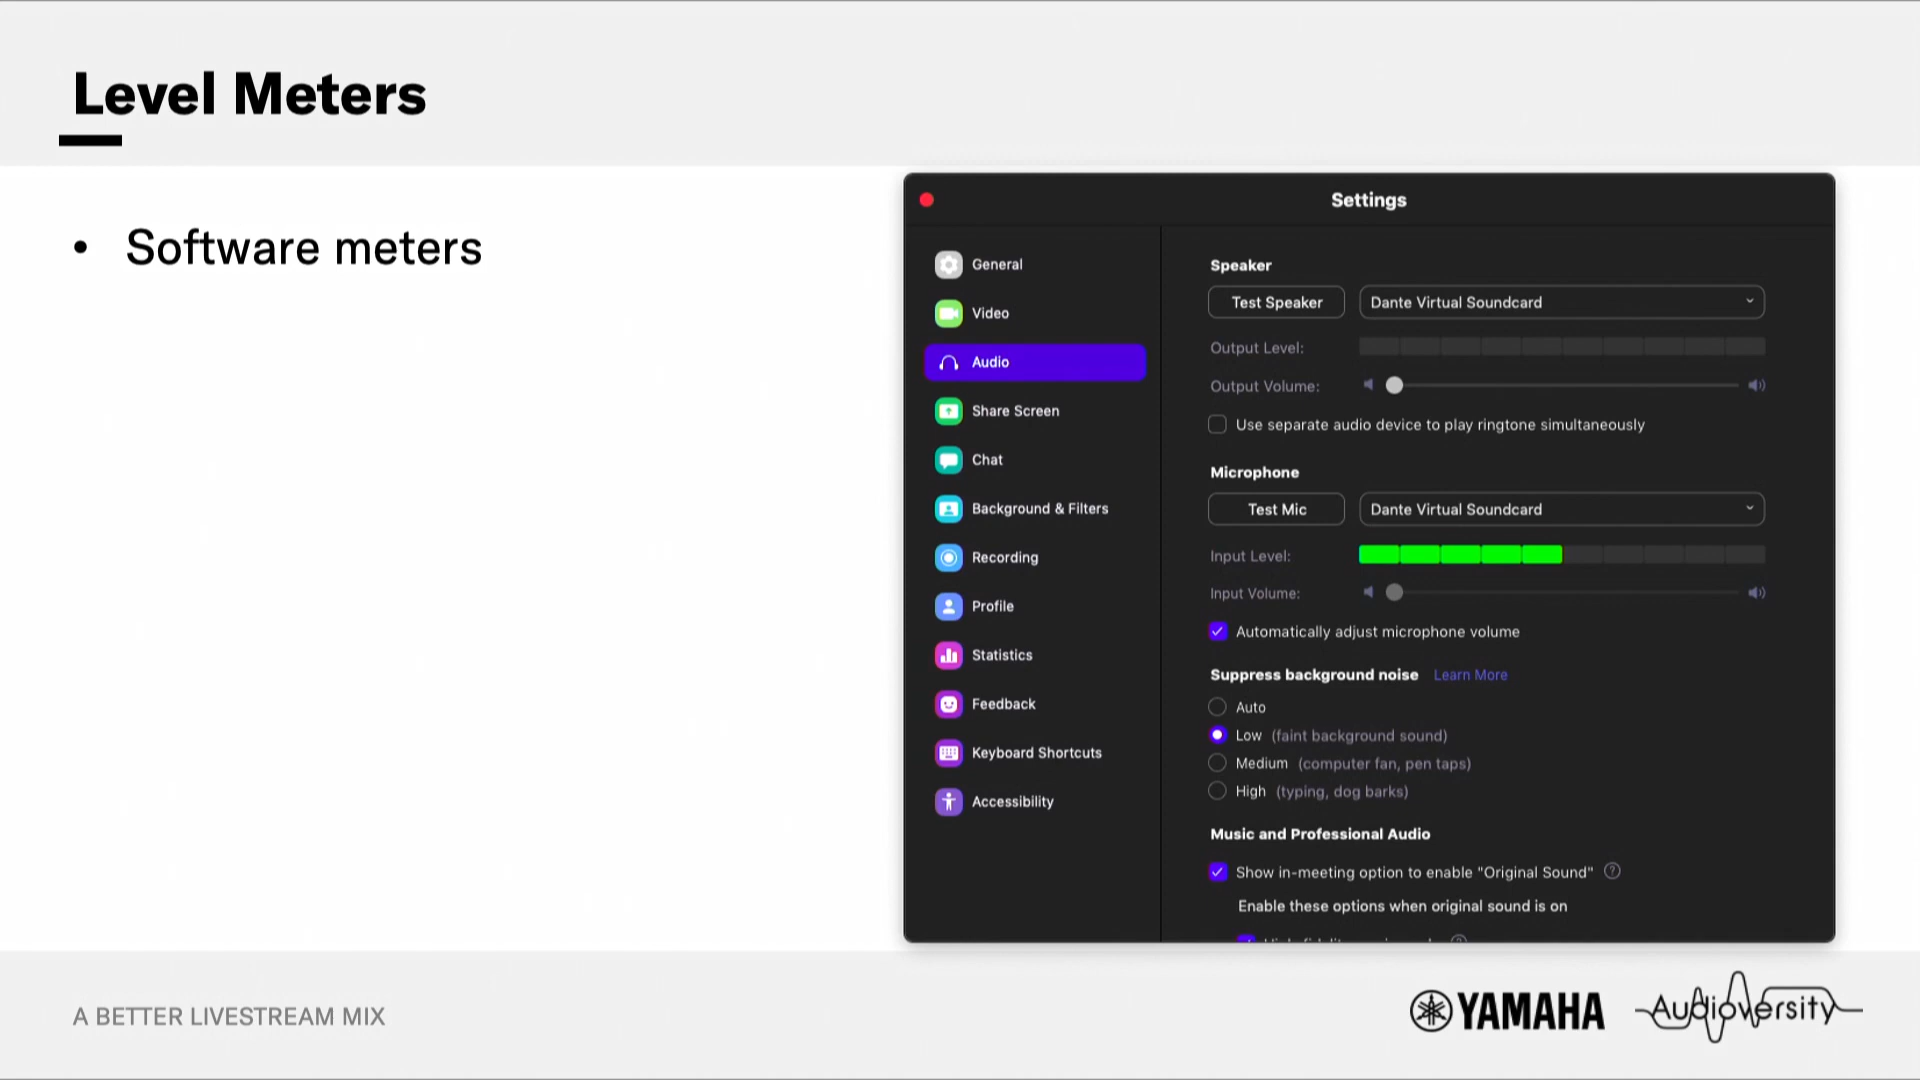 Level Meters
• Software meters
Settings
General
Video
Audio
Share Screen
Chat
Background & Filters
Recording
Profile
Statistics
Feedback
Keyboard Shortcuts
Accessibility
Speaker
Test Speaker Dante Virtual Soundcard
Output Level:
Output Volume:
Use separate audio device to play ringtone simultaneously
Microphone
Test Mic Dante Virtual Soundcard
Input Level:
Input Volume:
Automatically adjust microphone volume
Suppress background noise Learn More
Auto
Low (faint background sound)
Medium (computer fan, pen taps)
High (typing, dog barks)
Music and Professional Audio
Show in-meeting option to enable "Original Sound" ?
Enable these options when original sound is on
A BETTER LIVESTREAM MIX
YAMAHA
Audioversity